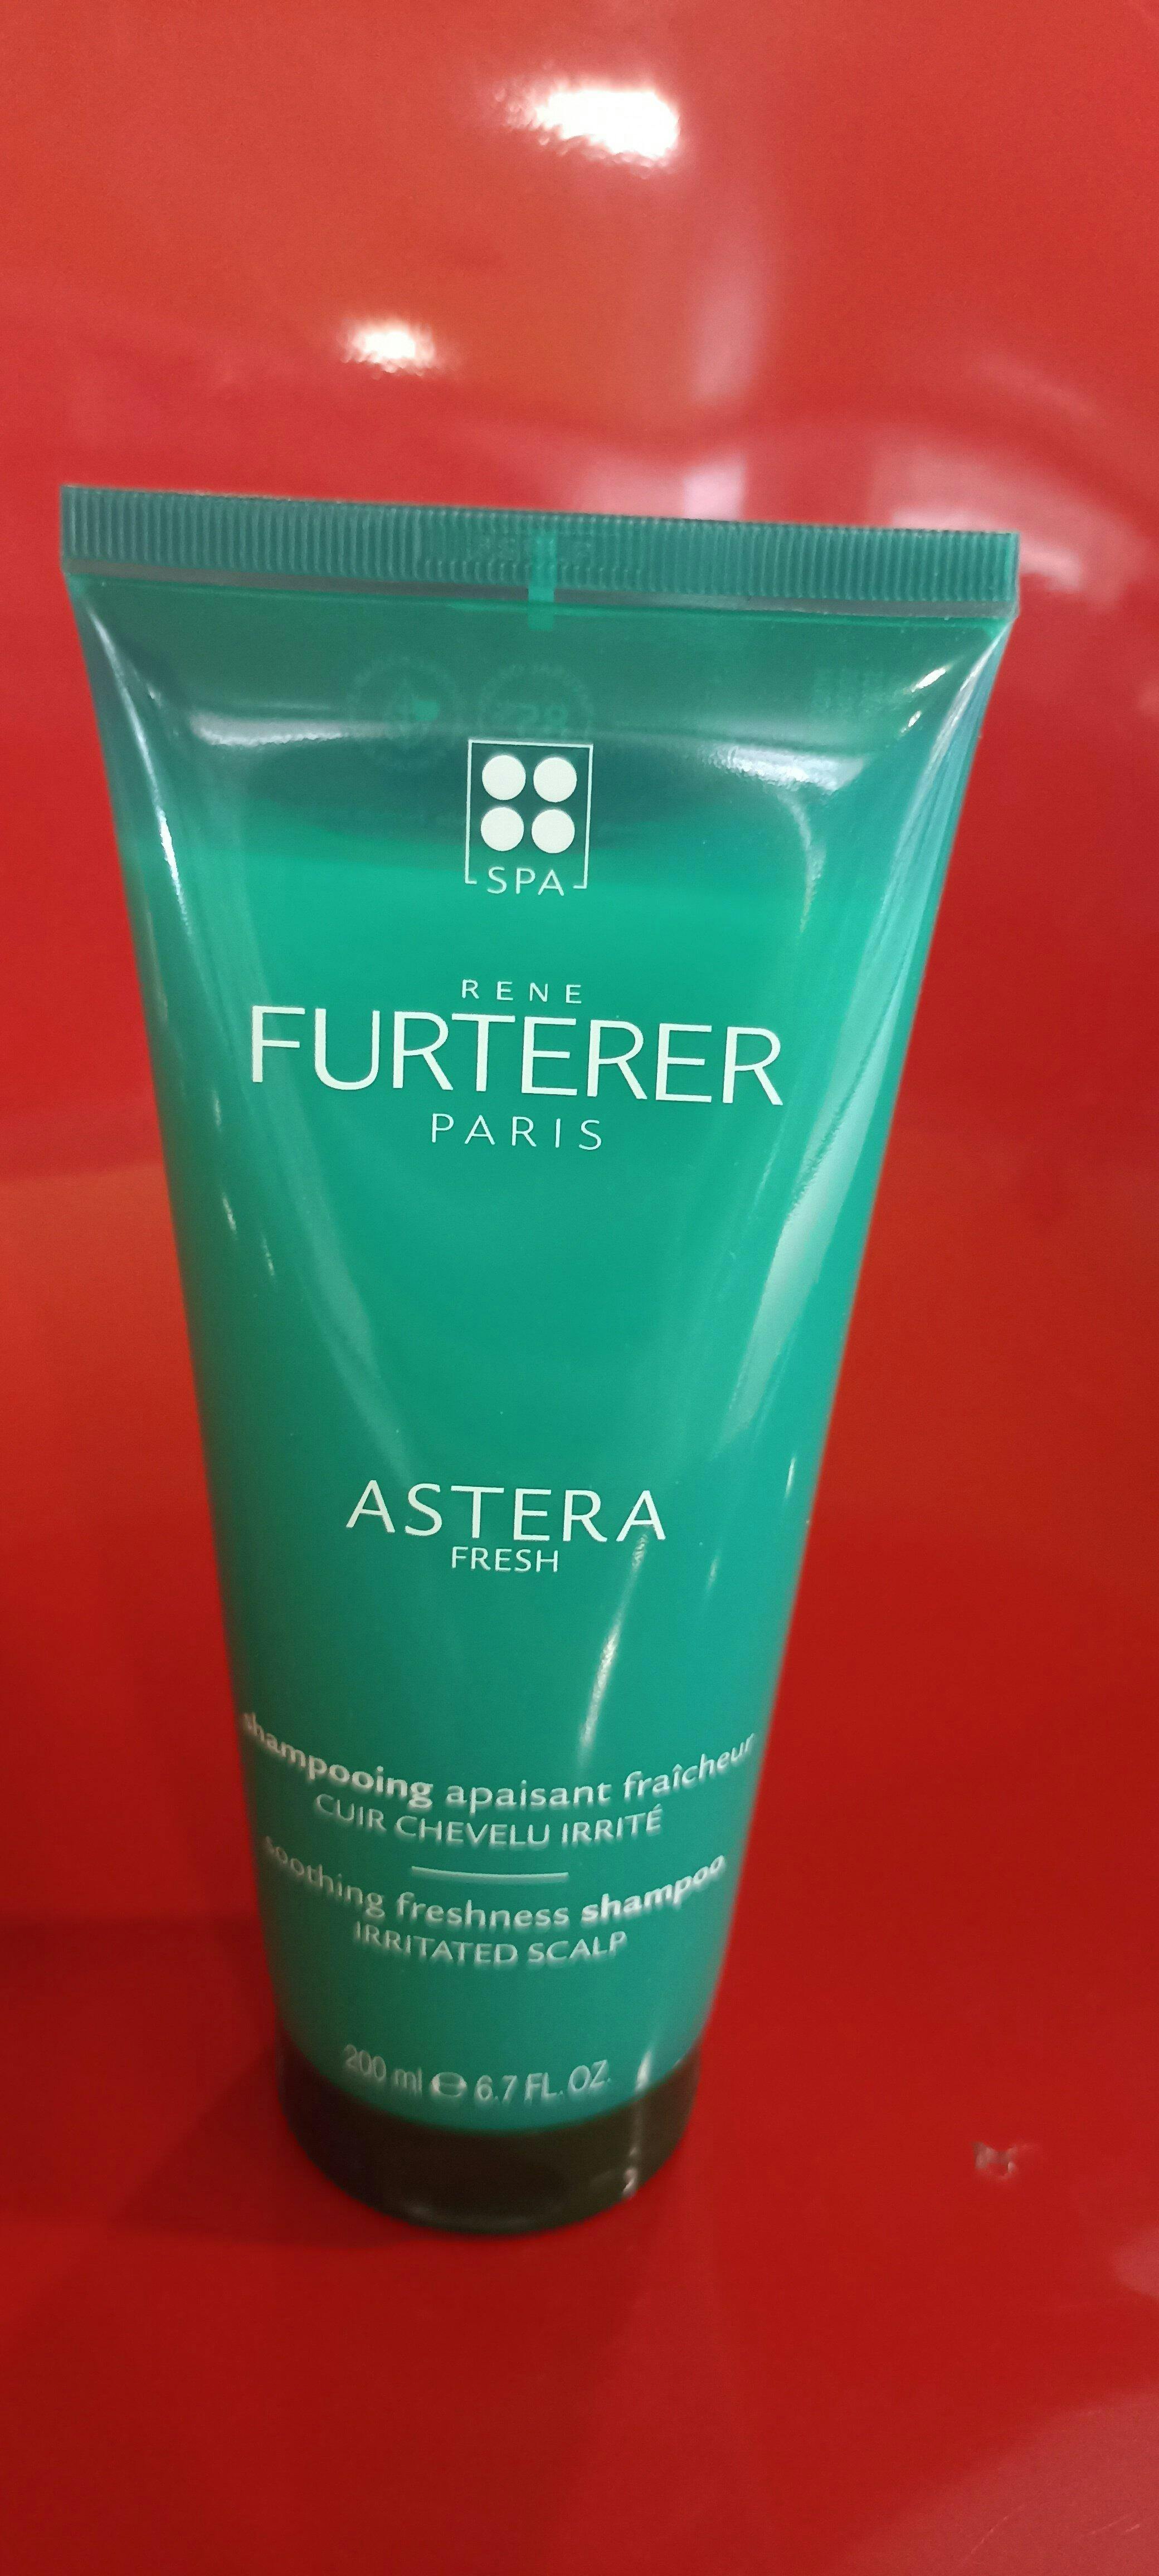 SPA
RENE
FURTERER
PARIS
ASTERA
FRESH
shampooing apaisant fraîcheur
CUIR CHEVELU IRRITÉ
soothing freshness shampoo
IRRITATED SCALP
200 ml ℮ 6.7 FL. OZ.